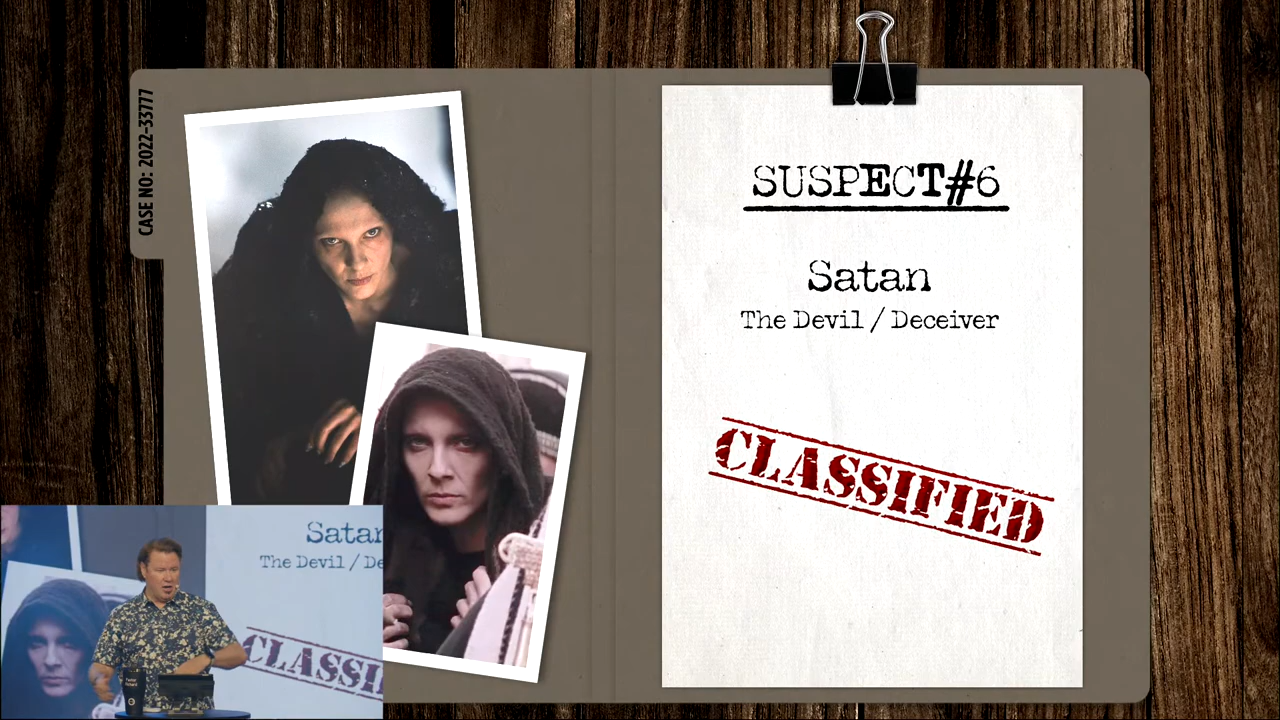 CASE NO: 2022-33777
SUSPECT#6
Satan
The Devil / Deceiver
CLASSIFIED
Satan
The Devil / De
CLASSI